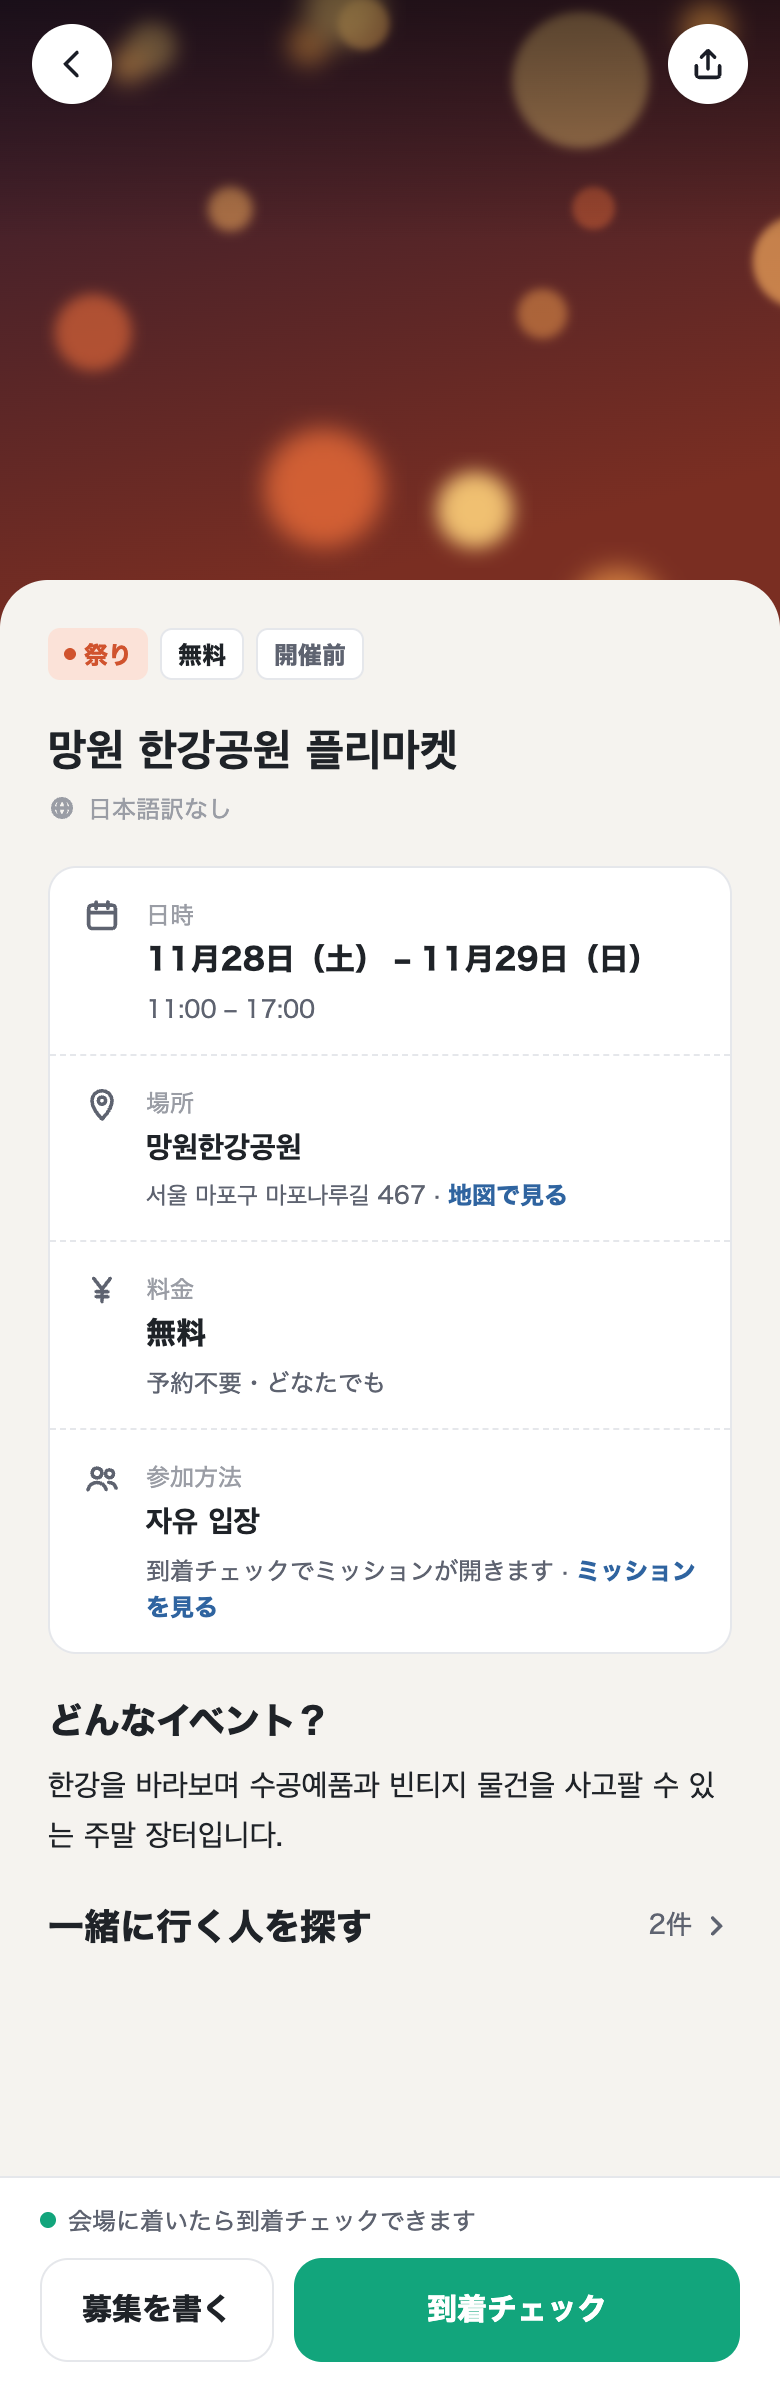 祭り
無料
開催前
망원 한강공원 플리마켓
日本語訳なし
日時
11月28日（土） – 11月29日（日）
11:00 – 17:00
場所
망원한강공원
서울 마포구 마포나루길 467 · 地図で見る
料金
無料
予約不要・どなたでも
参加方法
자유 입장
到着チェックでミッションが開きます · ミッション
を見る
どんなイベント？
한강을 바라보며 수공예품과 빈티지 물건을 사고팔 수 있
는 주말 장터입니다.
一緒に行く人を探す
2件
会場に着いたら到着チェックできます
募集を書く
到着チェック